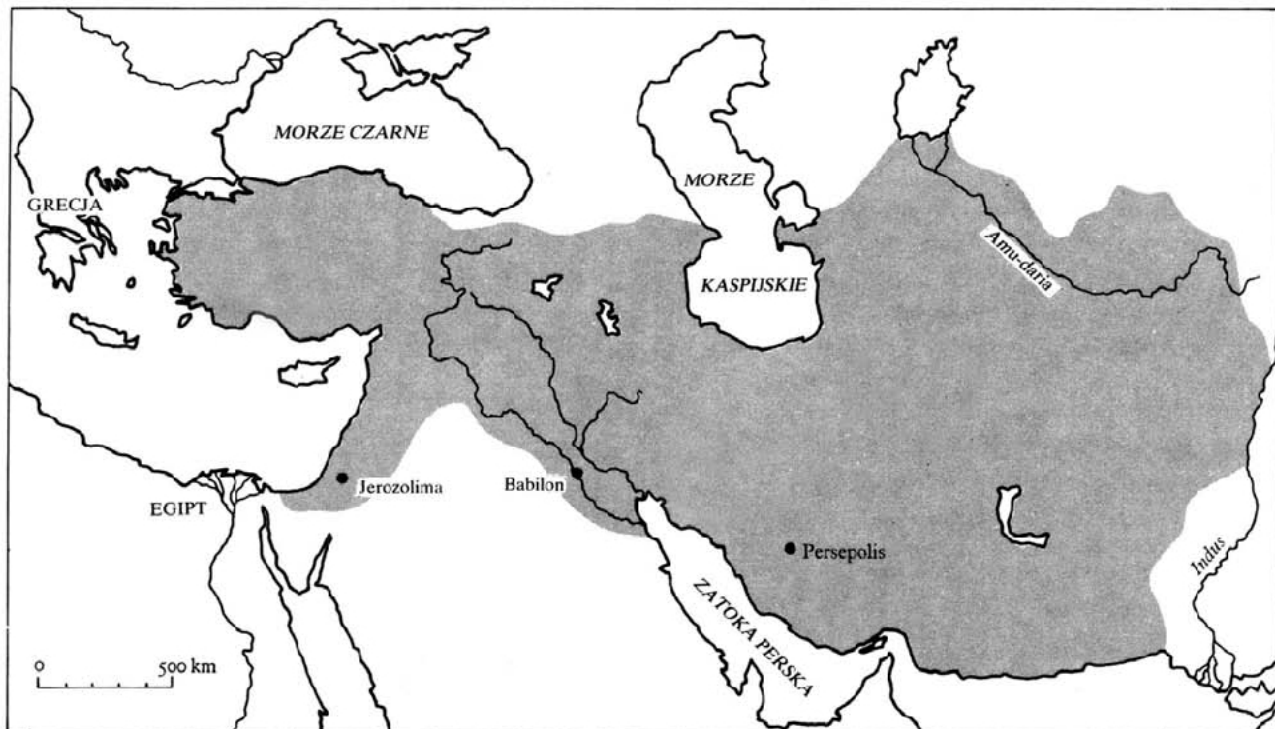 MORZE CZARNE
MORZE
GRECJA
Amu-daria
KASPIJSKIE
Jerozolima
Babilon
EGIPT
Persepolis
Indus
ZATOKA PERSKA
0 500 km